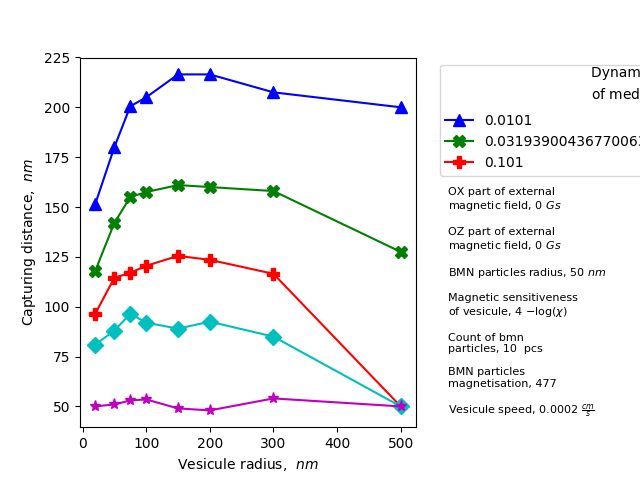 225
200
175
150
125
100
75
50
0 100 200 300 400 500
Capturing distance, nm
Vesicule radius, nm
of med
0.0101
0.101
OX part of external
magnetic field, 0 Gs
OZ part of external
magnetic field, 0 Gs
BMN particles radius, 50 nm
Magnetic sensitiveness
of vesicule, 4 −log(χ)
Count of bmn
particles, 10 pcs
BMN particles
magnetisation, 477
Vesicule speed, 0.0002 cm/s